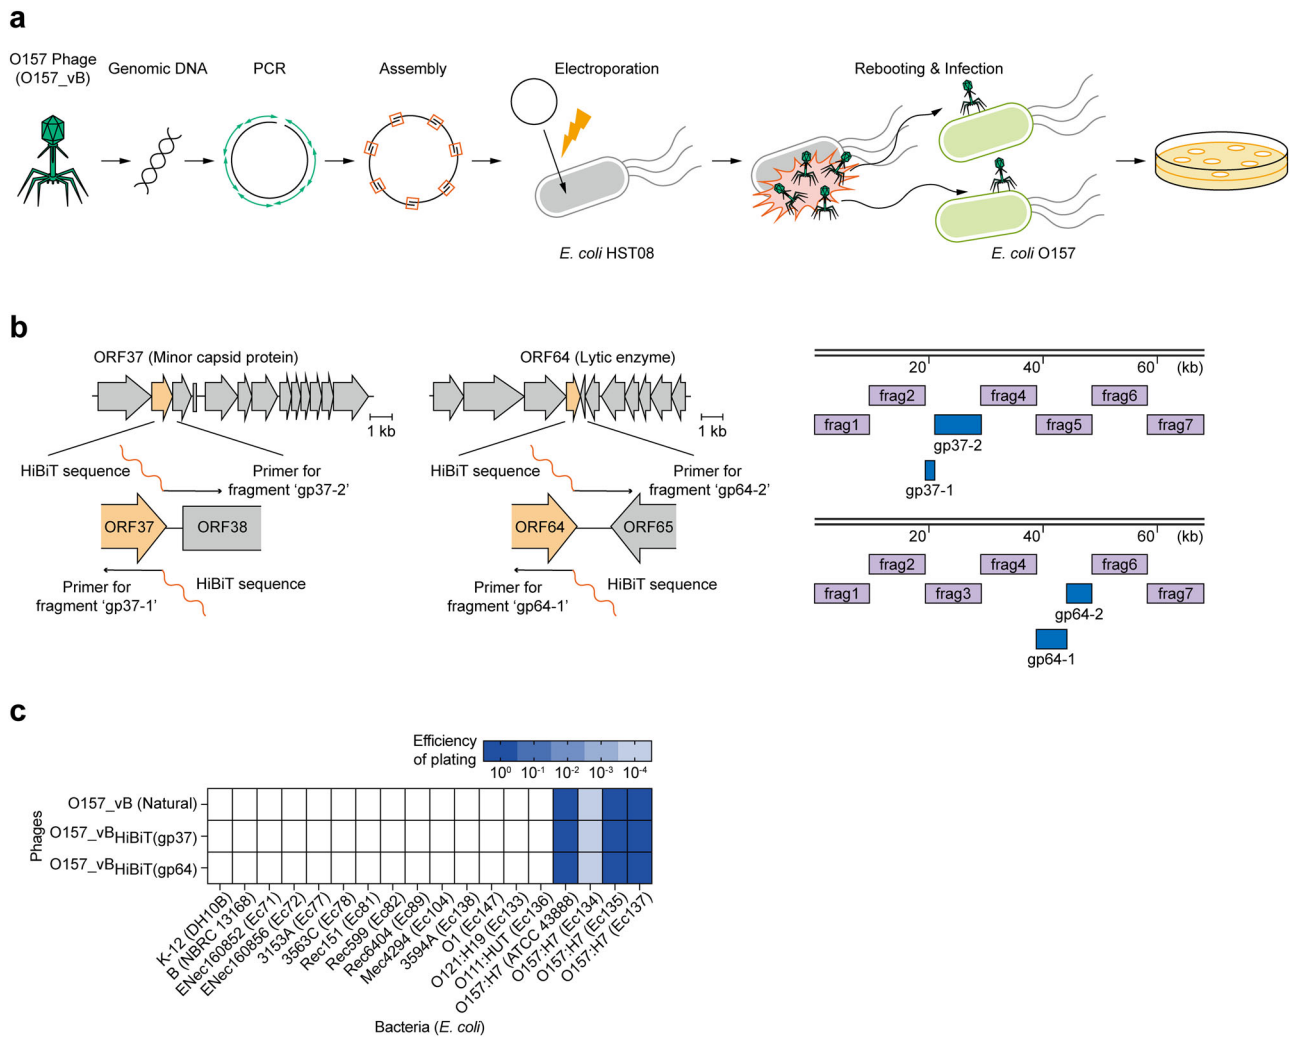 a
O157 Phage
(O157_vB)
Genomic DNA
PCR
Assembly
Electroporation
Rebooting & Infection
E. coli HST08
E. coli O157
b
ORF37 (Minor capsid protein)
1 kb
HiBiT sequence
Primer for
fragment ‘gp37-2’
ORF37
ORF38
Primer for
fragment ‘gp37-1’
HiBiT sequence
ORF64 (Lytic enzyme)
1 kb
HiBiT sequence
Primer for
fragment ‘gp64-2’
ORF64
ORF65
Primer for
fragment ‘gp64-1’
HiBiT sequence
20 40 60 (kb)
frag2 frag4 frag6
frag1 frag5 frag7
gp37-2
gp37-1
20 40 60 (kb)
frag2 frag4 frag6
frag1 frag3 frag7
gp64-2
gp64-1
c
Efficiency
of plating
10⁰ 10⁻¹ 10⁻² 10⁻³ 10⁻⁴
Phages
O157_vB (Natural)
O157_vB HiBiT(gp37)
O157_vB HiBiT(gp64)
K-12 (DH10B)
B (NBRC 13168)
ENec160852 (Ec71)
ENec160856 (Ec72)
3153A (Ec77)
3563C (Ec78)
Rec151 (Ec81)
Rec599 (Ec82)
Rec6404 (Ec89)
Mec4294 (Ec104)
3594A (Ec138)
O1 (Ec147)
O121:H19 (Ec133)
O111:HUT (Ec136)
O157:H7 (ATCC 43888)
O157:H7 (Ec134)
O157:H7 (Ec135)
O157:H7 (Ec137)
Bacteria (E. coli)